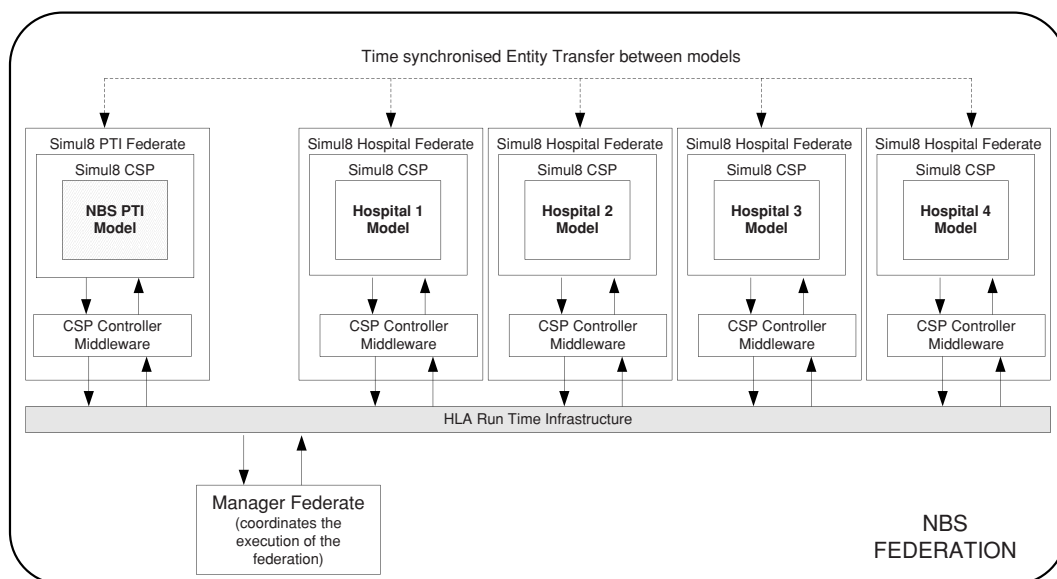 Time synchronised Entity Transfer between models
Simul8 PTI Federate
Simul8 CSP
NBS PTI
Model
CSP Controller
Middleware
Simul8 Hospital Federate
Simul8 CSP
Hospital 1
Model
CSP Controller
Middleware
Simul8 Hospital Federate
Simul8 CSP
Hospital 2
Model
CSP Controller
Middleware
Simul8 Hospital Federate
Simul8 CSP
Hospital 3
Model
CSP Controller
Middleware
Simul8 Hospital Federate
Simul8 CSP
Hospital 4
Model
CSP Controller
Middleware
HLA Run Time Infrastructure
Manager Federate
(coordinates the
execution of the
federation)
NBS
FEDERATION